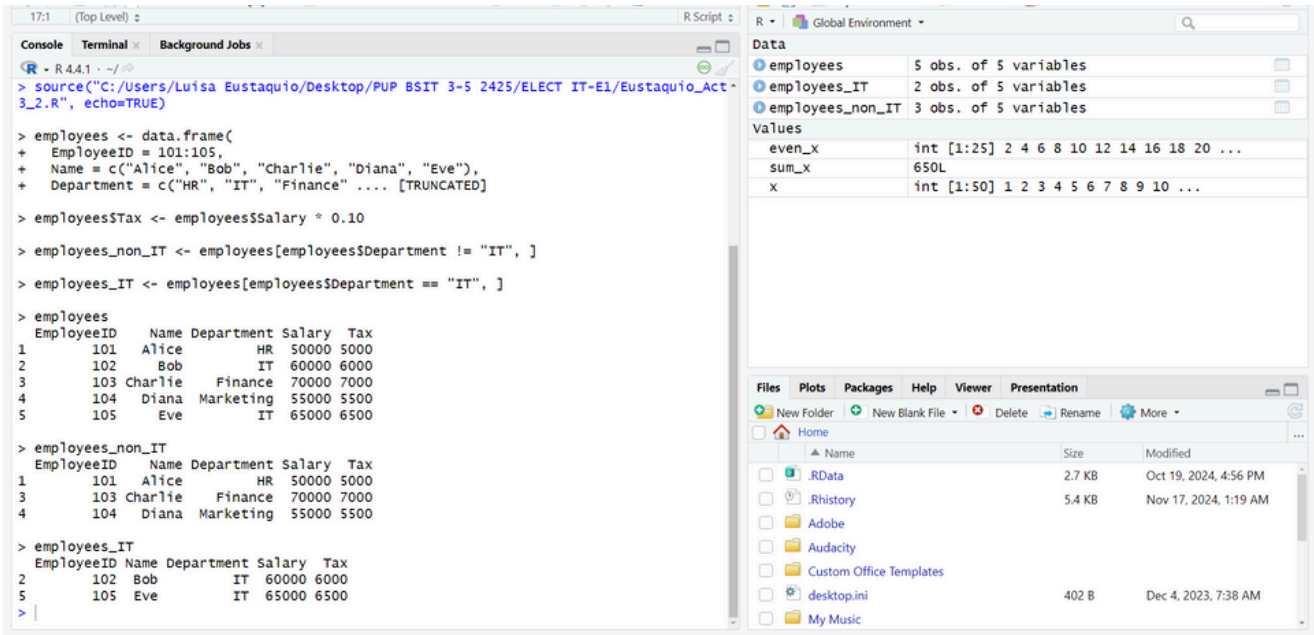 17:1 (Top Level) R Script
Console Terminal Background Jobs
R R 4.4.1 · ~/
> source("C:/Users/Luisa Eustaquio/Desktop/PUP BSIT 3-5 2425/ELECT IT-E1/Eustaquio_Act
3_2.R", echo=TRUE)
> employees <- data.frame(
+   EmployeeID = 101:105,
+   Name = c("Alice", "Bob", "Charlie", "Diana", "Eve"),
+   Department = c("HR", "IT", "Finance" .... [TRUNCATED]
> employees$Tax <- employees$Salary * 0.10
> employees_non_IT <- employees[employees$Department != "IT", ]
> employees_IT <- employees[employees$Department == "IT", ]
> employees
EmployeeID Name Department Salary Tax
1 101 Alice HR 50000 5000
2 102 Bob IT 60000 6000
3 103 Charlie Finance 70000 7000
4 104 Diana Marketing 55000 5500
5 105 Eve IT 65000 6500
> employees_non_IT
EmployeeID Name Department Salary Tax
1 101 Alice HR 50000 5000
3 103 Charlie Finance 70000 7000
4 104 Diana Marketing 55000 5500
> employees_IT
EmployeeID Name Department Salary Tax
2 102 Bob IT 60000 6000
5 105 Eve IT 65000 6500
>
R Global Environment
Data
employees 5 obs. of 5 variables
employees_IT 2 obs. of 5 variables
employees_non_IT 3 obs. of 5 variables
Values
even_x int [1:25] 2 4 6 8 10 12 14 16 18 20 ...
sum_x 650L
x int [1:50] 1 2 3 4 5 6 7 8 9 10 ...
Files Plots Packages Help Viewer Presentation
New Folder New Blank File Delete Rename More
Home ...
Name Size Modified
.RData 2.7 KB Oct 19, 2024, 4:56 PM
.Rhistory 5.4 KB Nov 17, 2024, 1:19 AM
Adobe
Audacity
Custom Office Templates
desktop.ini 402 B Dec 4, 2023, 7:38 AM
My Music